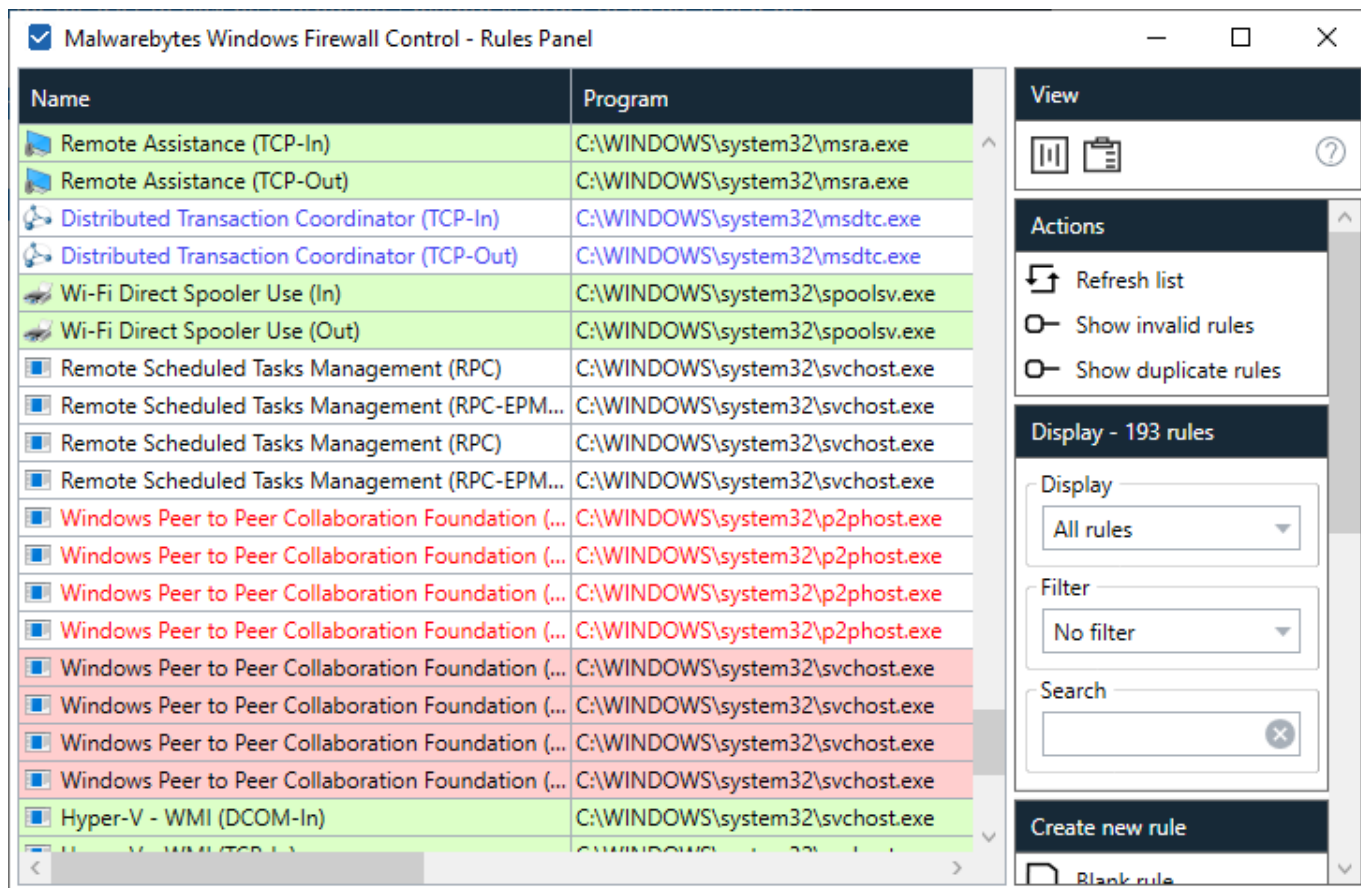 Malwarebytes Windows Firewall Control - Rules Panel
Name Program
Remote Assistance (TCP-In) C:\WINDOWS\system32\msra.exe
Remote Assistance (TCP-Out) C:\WINDOWS\system32\msra.exe
Distributed Transaction Coordinator (TCP-In) C:\WINDOWS\system32\msdtc.exe
Distributed Transaction Coordinator (TCP-Out) C:\WINDOWS\system32\msdtc.exe
Wi-Fi Direct Spooler Use (In) C:\WINDOWS\system32\spoolsv.exe
Wi-Fi Direct Spooler Use (Out) C:\WINDOWS\system32\spoolsv.exe
Remote Scheduled Tasks Management (RPC) C:\WINDOWS\system32\svchost.exe
Remote Scheduled Tasks Management (RPC-EPM... C:\WINDOWS\system32\svchost.exe
Remote Scheduled Tasks Management (RPC) C:\WINDOWS\system32\svchost.exe
Remote Scheduled Tasks Management (RPC-EPM... C:\WINDOWS\system32\svchost.exe
Windows Peer to Peer Collaboration Foundation (... C:\WINDOWS\system32\p2phost.exe
Windows Peer to Peer Collaboration Foundation (... C:\WINDOWS\system32\p2phost.exe
Windows Peer to Peer Collaboration Foundation (... C:\WINDOWS\system32\p2phost.exe
Windows Peer to Peer Collaboration Foundation (... C:\WINDOWS\system32\p2phost.exe
Windows Peer to Peer Collaboration Foundation (... C:\WINDOWS\system32\svchost.exe
Windows Peer to Peer Collaboration Foundation (... C:\WINDOWS\system32\svchost.exe
Windows Peer to Peer Collaboration Foundation (... C:\WINDOWS\system32\svchost.exe
Windows Peer to Peer Collaboration Foundation (... C:\WINDOWS\system32\svchost.exe
Hyper-V - WMI (DCOM-In) C:\WINDOWS\system32\svchost.exe
View
Actions
Refresh list
Show invalid rules
Show duplicate rules
Display - 193 rules
Display
All rules
Filter
No filter
Search
Create new rule
Blank rule